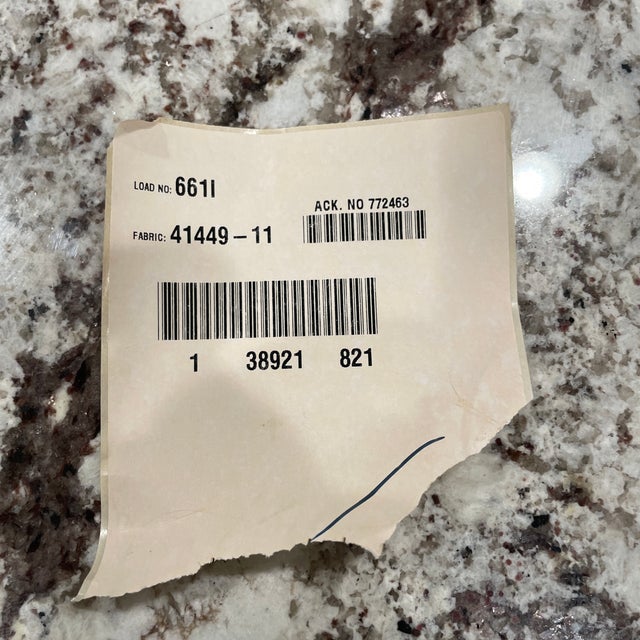 LOAD NO: 661I
ACK. NO 772463
FABRIC: 41449-11
1 38921 821